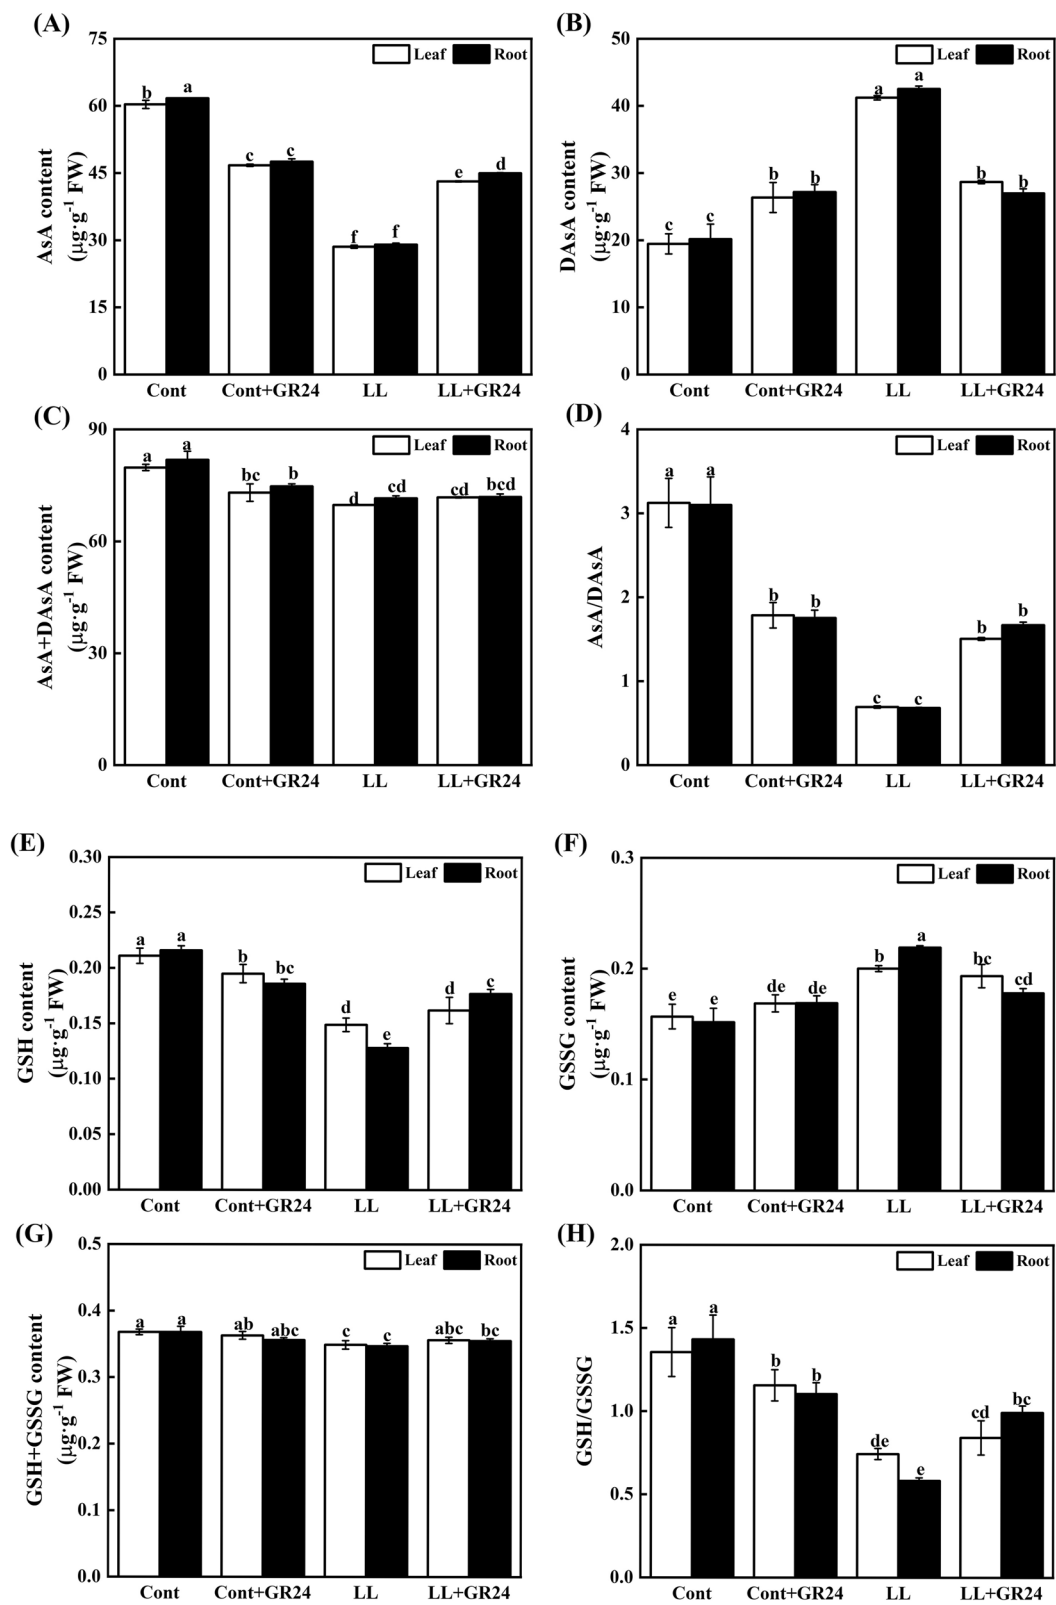 (A)
AsA content
(µg·g-1 FW)
75
60
45
30
15
0
Leaf Root
b a c c f f e d
Cont Cont+GR24 LL LL+GR24
(B)
DAsA content
(µg·g-1 FW)
50
40
30
20
10
0
Leaf Root
c c b b a a b b
Cont Cont+GR24 LL LL+GR24
(C)
AsA+DAsA content
(µg·g-1 FW)
90
60
30
0
Leaf Root
a a bc b d cd cd bcd
Cont Cont+GR24 LL LL+GR24
(D)
AsA/DAsA
4
3
2
1
0
Leaf Root
a a b b c c b b
Cont Cont+GR24 LL LL+GR24
(E)
GSH content
(µg·g-1 FW)
0.30
0.25
0.20
0.15
0.10
0.05
0.00
Leaf Root
a a b bc d e d c
Cont Cont+GR24 LL LL+GR24
(F)
GSSG content
(µg·g-1 FW)
0.3
0.2
0.1
0.0
Leaf Root
e e de de b a bc cd
Cont Cont+GR24 LL LL+GR24
(G)
GSH+GSSG content
(µg·g-1 FW)
0.5
0.4
0.3
0.2
0.1
0.0
Leaf Root
a a ab abc c c abc bc
Cont Cont+GR24 LL LL+GR24
(H)
GSH/GSSG
2.0
1.5
1.0
0.5
0.0
Leaf Root
a a b b de e cd bc
Cont Cont+GR24 LL LL+GR24